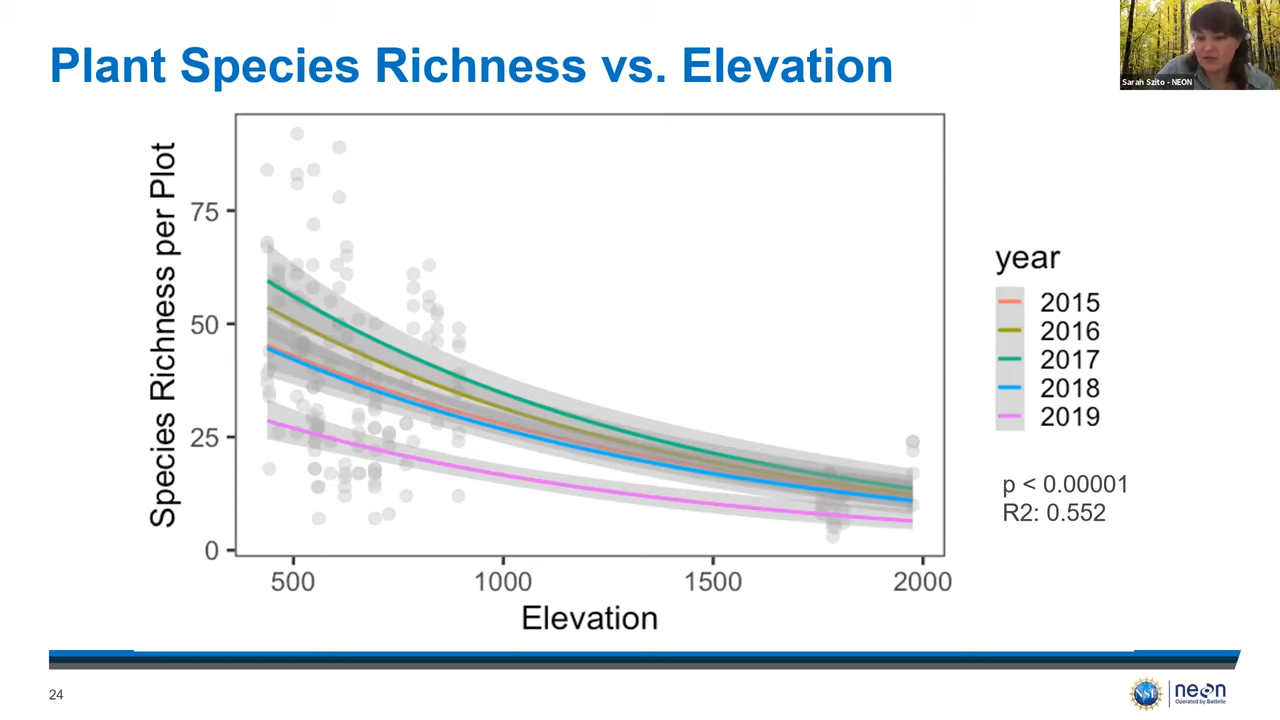 Plant Species Richness vs. Elevation
Sarah Szito - NEON
Species Richness per Plot
75
50
25
0
500 1000 1500 2000
Elevation
year
2015
2016
2017
2018
2019
p < 0.00001
R2: 0.552
24
NSF
neon
Operated by Battelle